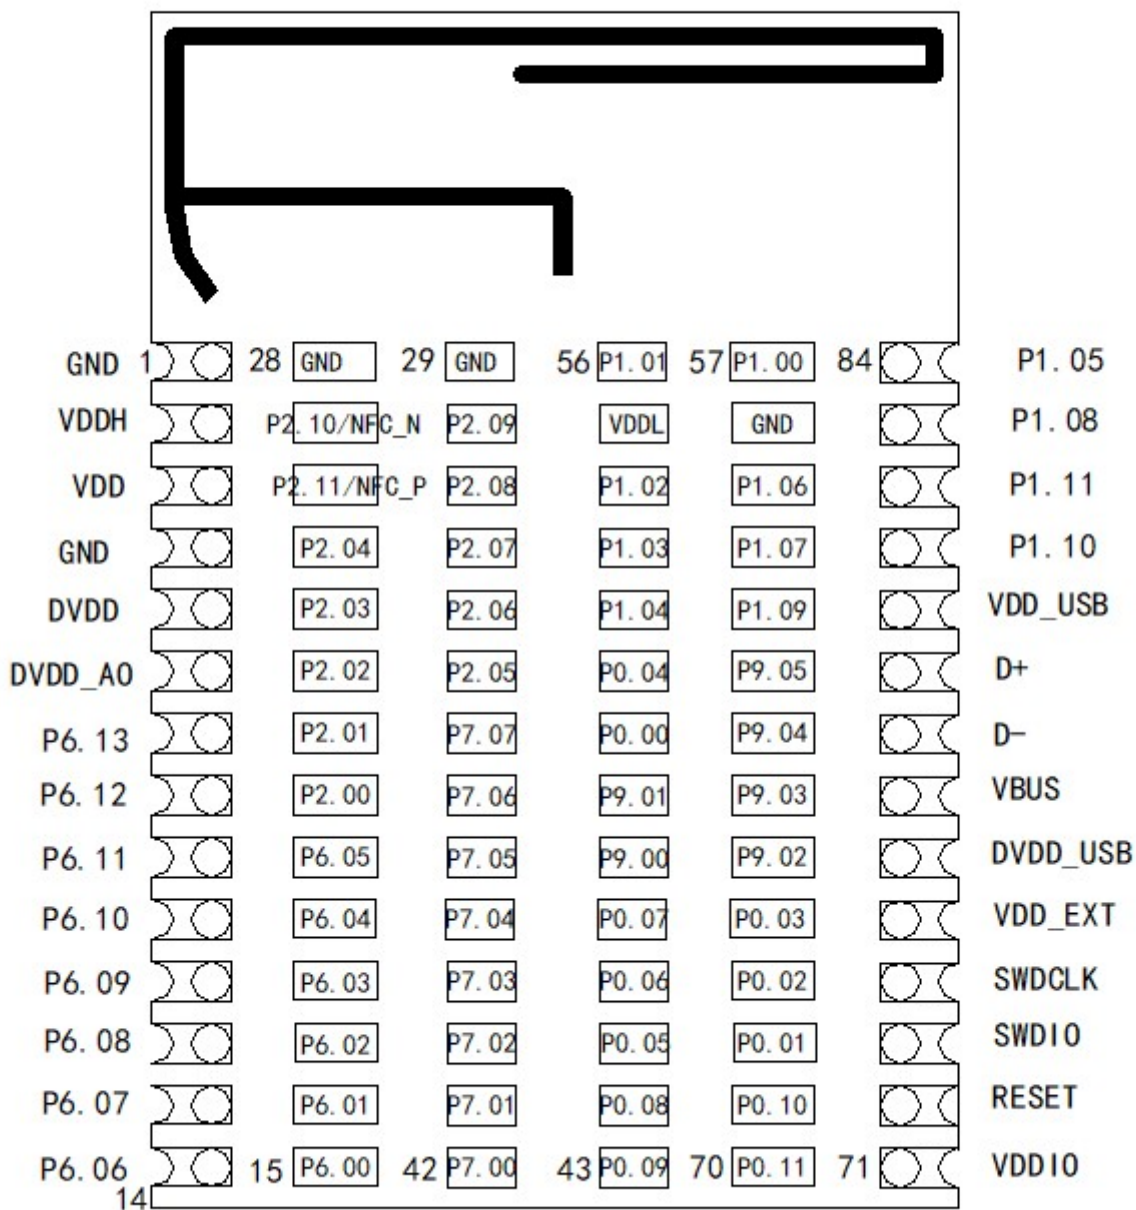 GND 1 28 GND 29 GND 56 P1.01 57 P1.00 84 P1.05
VDDH P2.10/NFC_N P2.09 VDDL GND P1.08
VDD P2.11/NFC_P P2.08 P1.02 P1.06 P1.11
GND P2.04 P2.07 P1.03 P1.07 P1.10
DVDD P2.03 P2.06 P1.04 P1.09 VDD_USB
DVDD_AO P2.02 P2.05 P0.04 P9.05 D+
P6.13 P2.01 P7.07 P0.00 P9.04 D-
P6.12 P2.00 P7.06 P9.01 P9.03 VBUS
P6.11 P6.05 P7.05 P9.00 P9.02 DVDD_USB
P6.10 P6.04 P7.04 P0.07 P0.03 VDD_EXT
P6.09 P6.03 P7.03 P0.06 P0.02 SWDCLK
P6.08 P6.02 P7.02 P0.05 P0.01 SWDIO
P6.07 P6.01 P7.01 P0.08 P0.10 RESET
P6.06 15 P6.00 42 P7.00 43 P0.09 70 P0.11 71 VDDIO
14